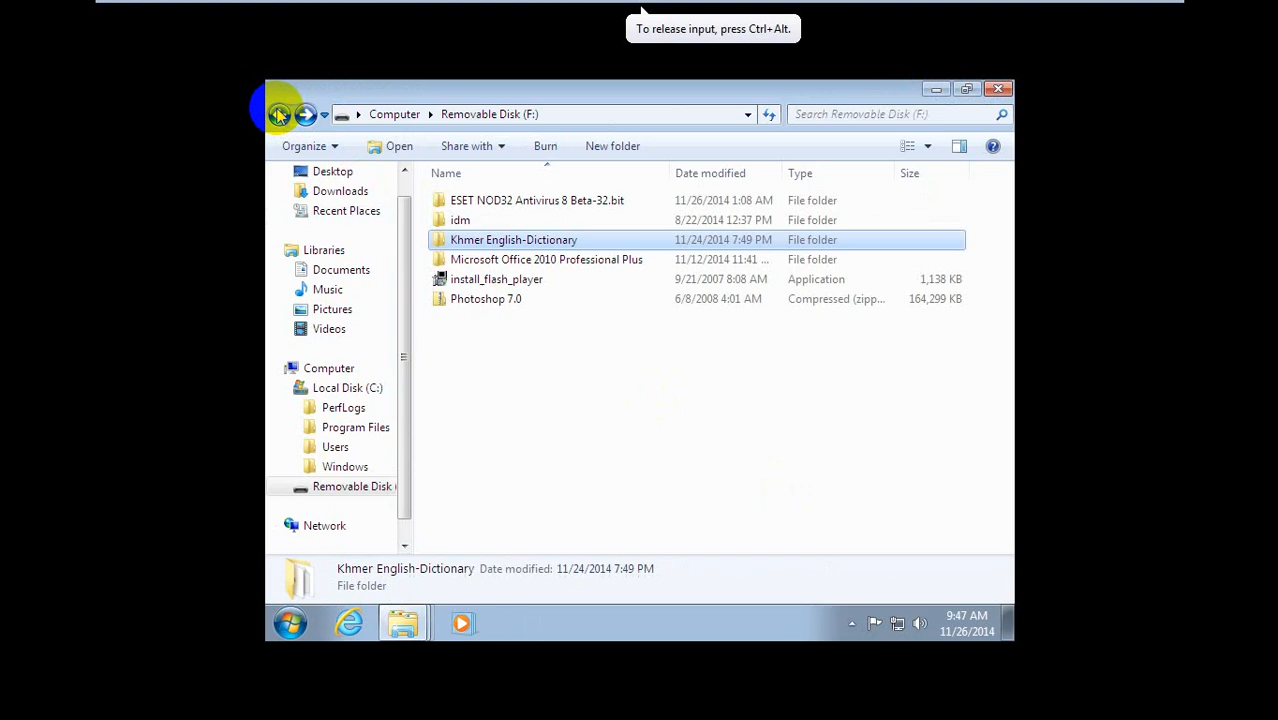 To release input, press Ctrl+Alt.
Computer Removable Disk (F:) Search Removable Disk (F:)
Organize Open Share with Burn New folder
Name Date modified Type Size
ESET NOD32 Antivirus 8 Beta-32.bit 11/26/2014 1:08 AM File folder
idm 8/22/2014 12:37 PM File folder
Khmer English-Dictionary 11/24/2014 7:49 PM File folder
Microsoft Office 2010 Professional Plus 11/12/2014 11:41 ... File folder
install_flash_player 9/21/2007 8:08 AM Application 1,138 KB
Photoshop 7.0 6/8/2008 4:01 AM Compressed (zipp... 164,299 KB
Desktop
Downloads
Recent Places
Libraries
Documents
Music
Pictures
Videos
Computer
Local Disk (C:)
PerfLogs
Program Files
Users
Windows
Removable Disk (
Network
Khmer English-Dictionary Date modified: 11/24/2014 7:49 PM
File folder
9:47 AM
11/26/2014